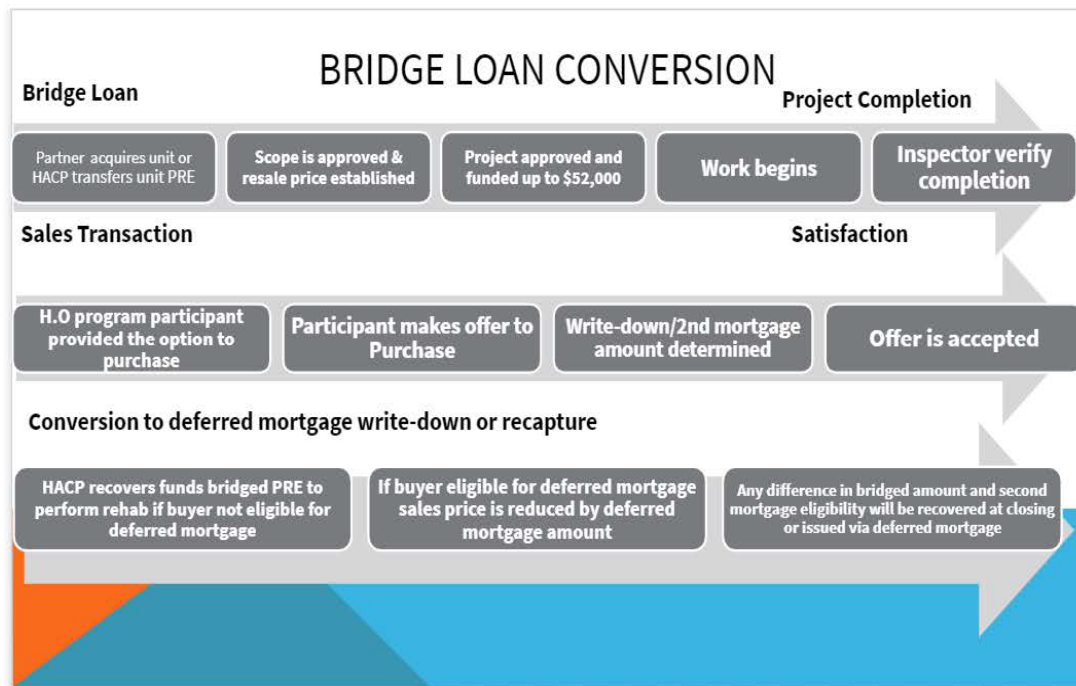 BRIDGE LOAN CONVERSION
Bridge Loan
Project Completion
Partner acquires unit or
HACP transfers unit PRE
Scope is approved &
resale price established
Project approved and
funded up to $52,000
Work begins
Inspector verify
completion
Sales Transaction
Satisfaction
H.O program participant
provided the option to
purchase
Participant makes offer to
Purchase
Write-down/2nd mortgage
amount determined
Offer is accepted
Conversion to deferred mortgage write-down or recapture
HACP recovers funds bridged PRE to
perform rehab if buyer not eligible for
deferred mortgage
If buyer eligible for deferred mortgage
sales price is reduced by deferred
mortgage amount
Any difference in bridged amount and second
mortgage eligibility will be recovered at closing
or issued via deferred mortgage